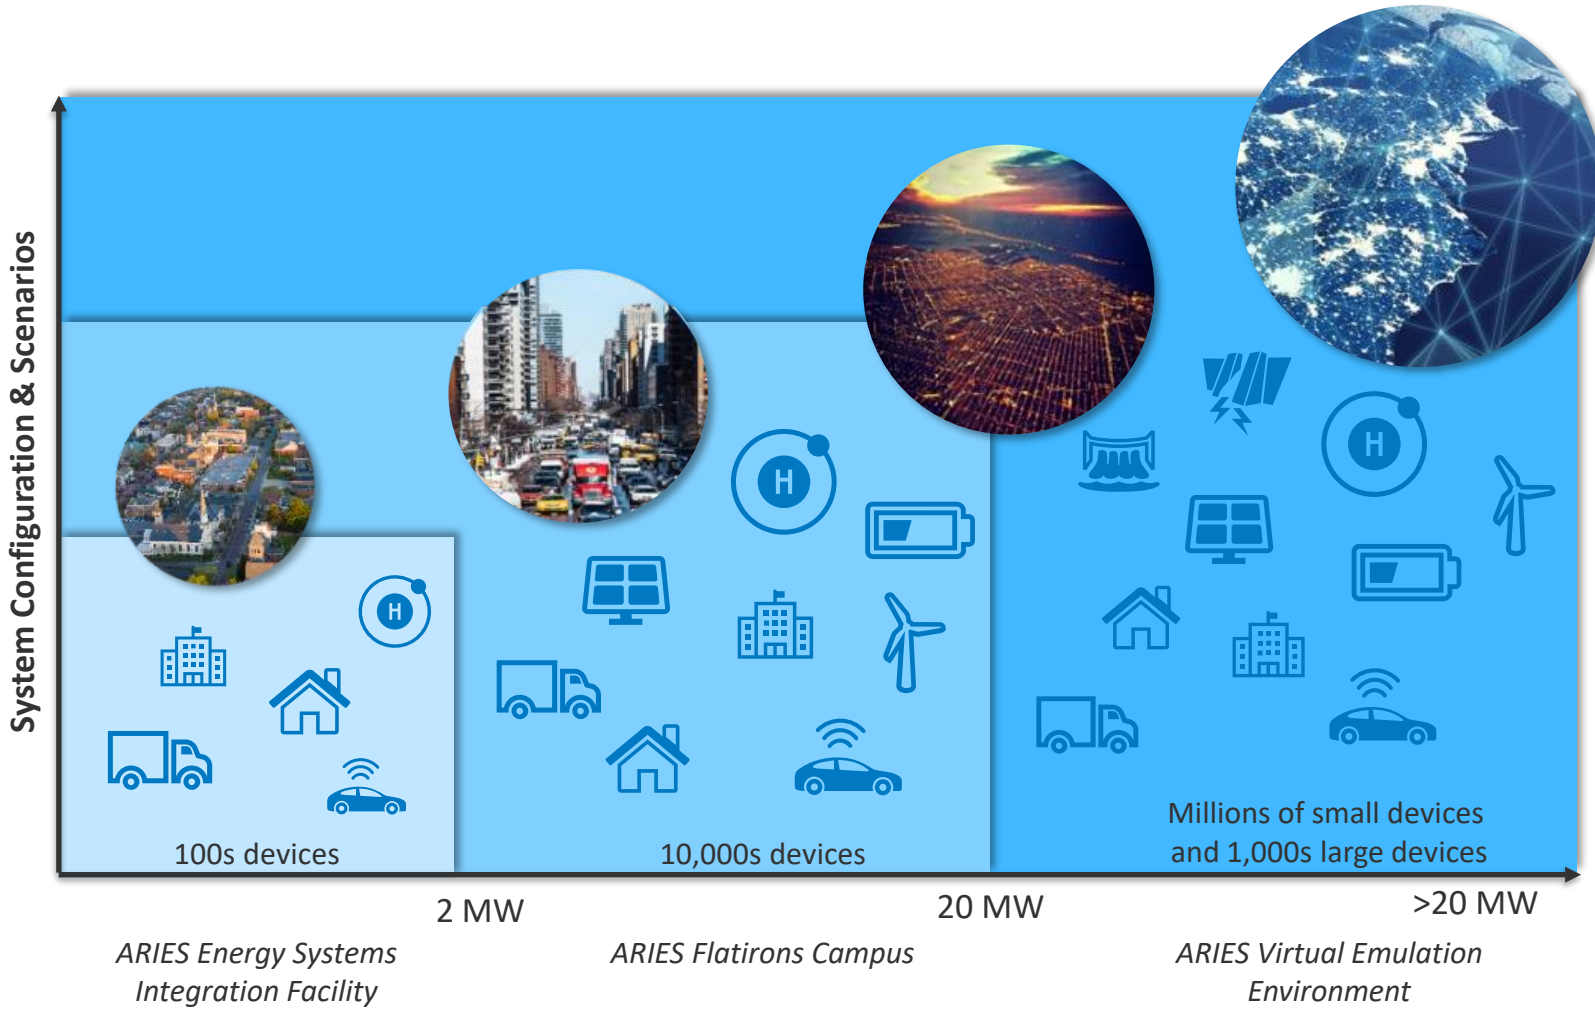 System Configuration & Scenarios
H
H
H
100s devices
10,000s devices
Millions of small devices
and 1,000s large devices
2 MW
20 MW
>20 MW
ARIES Energy Systems
Integration Facility
ARIES Flatirons Campus
ARIES Virtual Emulation
Environment